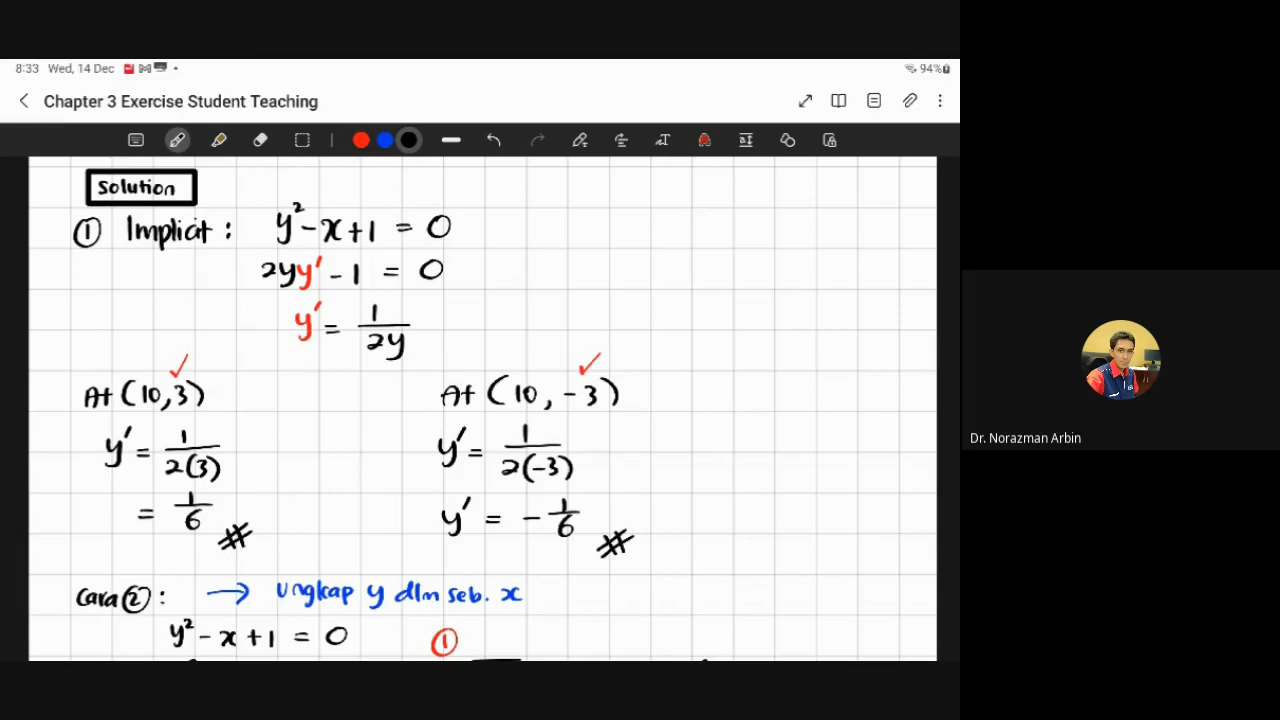 8:33 Wed, 14 Dec
94%
Chapter 3 Exercise Student Teaching
Solution
① Implicit : y² - x + 1 = 0
2yy' - 1 = 0
y' = 1/2y
At (10, 3) ✓
y' = 1/2(3)
= 1/6 #
At (10, -3) ✓
y' = 1/2(-3)
y' = - 1/6 #
Cara ② : → Ungkap y dlm seb. x
y² - x + 1 = 0
①
Dr. Norazman Arbin